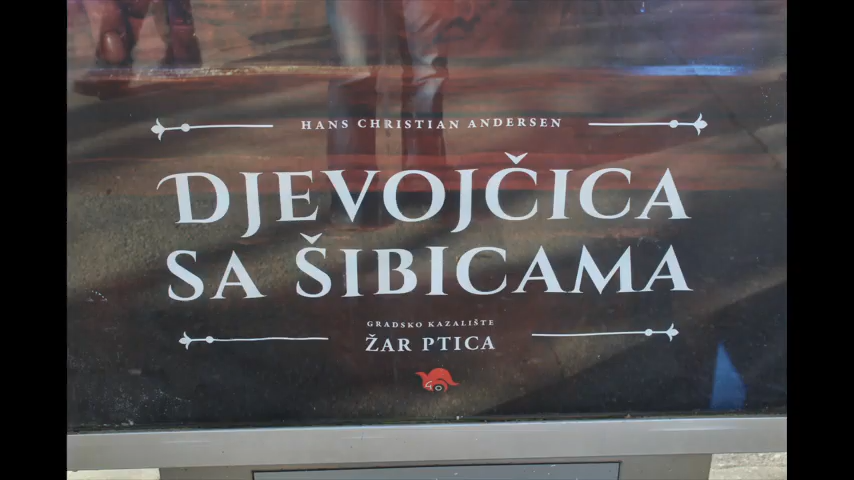 HANS CHRISTIAN ANDERSEN
DJEVOJČICA
SA ŠIBICAMA
GRADSKO KAZALIŠTE
ŽAR PTICA